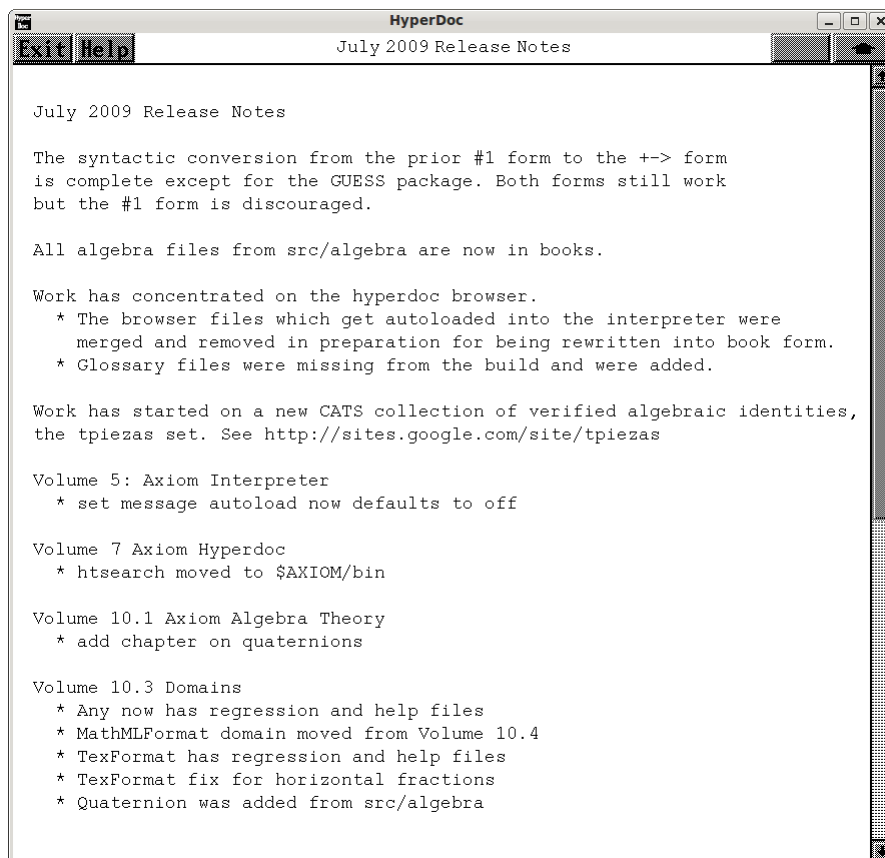 Hyper Doc
HyperDoc
Exit Help
July 2009 Release Notes
July 2009 Release Notes
The syntactic conversion from the prior #1 form to the +-> form
is complete except for the GUESS package. Both forms still work
but the #1 form is discouraged.
All algebra files from src/algebra are now in books.
Work has concentrated on the hyperdoc browser.
* The browser files which get autoloaded into the interpreter were
merged and removed in preparation for being rewritten into book form.
* Glossary files were missing from the build and were added.
Work has started on a new CATS collection of verified algebraic identities,
the tpiezas set. See http://sites.google.com/site/tpiezas
Volume 5: Axiom Interpreter
* set message autoload now defaults to off
Volume 7 Axiom Hyperdoc
* htsearch moved to $AXIOM/bin
Volume 10.1 Axiom Algebra Theory
* add chapter on quaternions
Volume 10.3 Domains
* Any now has regression and help files
* MathMLFormat domain moved from Volume 10.4
* TexFormat has regression and help files
* TexFormat fix for horizontal fractions
* Quaternion was added from src/algebra